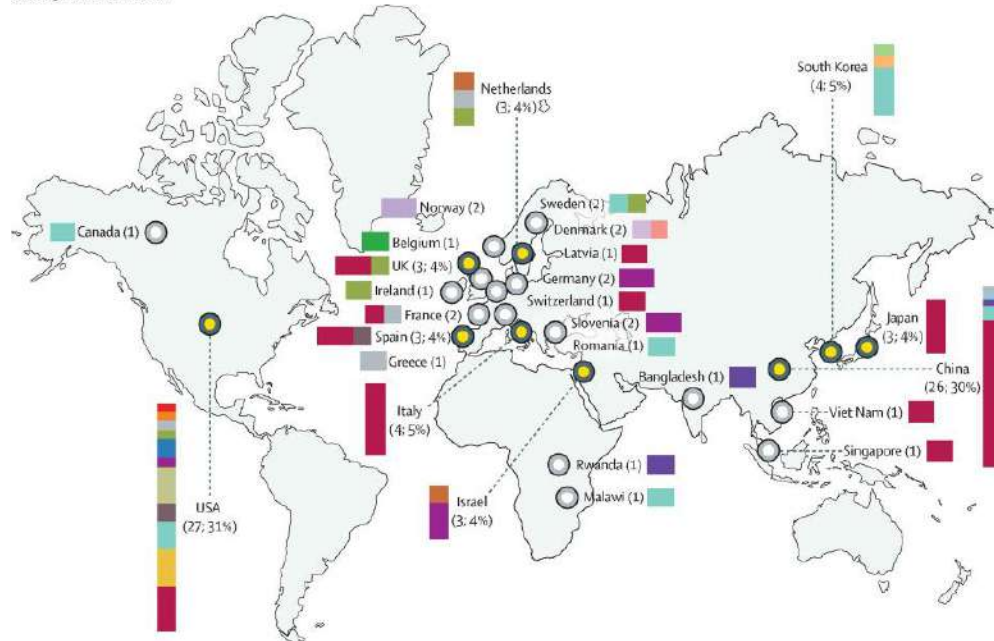 South Korea
(4; 5%)
Netherlands
(3; 4%)
Norway (2)
Sweden (2)
Canada (1)
Belgium (1)
Denmark (2)
UK (3; 4%)
Latvia (1)
Ireland (1)
Germany (2)
Switzerland (1)
France (2)
Slovenia (2)
Japan
(3; 4%)
Spain (3; 4%)
Romania (1)
Greece (1)
Bangladesh (1)
China
(26; 30%)
Italy
(4; 5%)
Viet Nam (1)
Singapore (1)
Rwanda (1)
USA
(27; 31%)
Israel
(3; 4%)
Malawi (1)